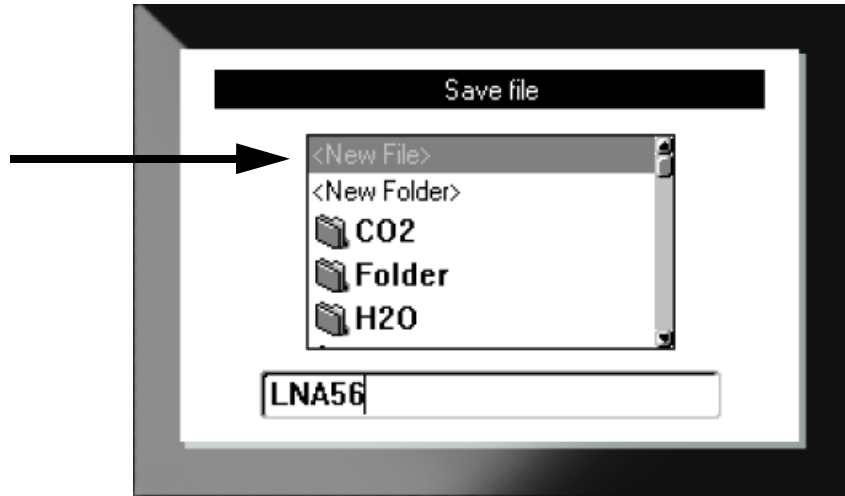 Save file
<New File>
<New Folder>
CO2
Folder
H2O
LNA56